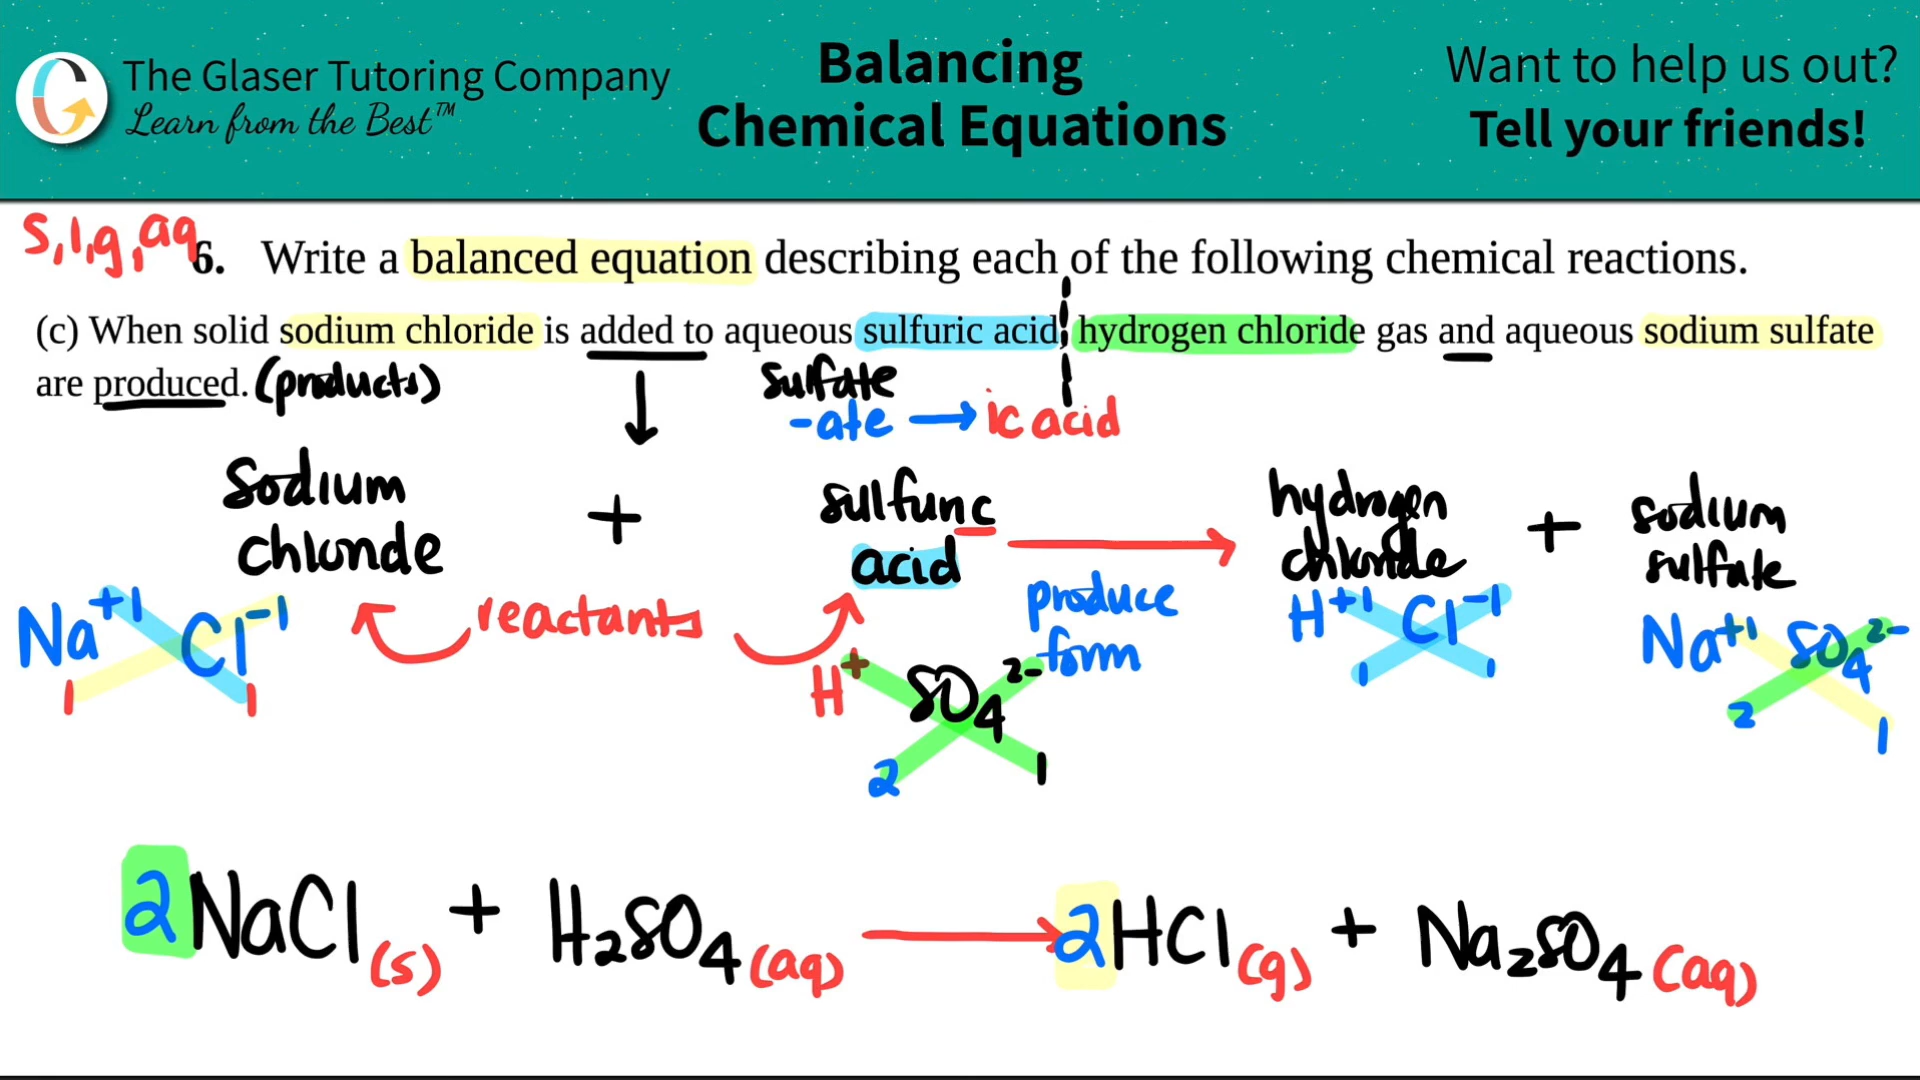 The Glaser Tutoring Company
Learn from the Best™
Balancing
Chemical Equations
Want to help us out?
Tell your friends!
s, l, g, aq
6. Write a balanced equation describing each of the following chemical reactions.
(c) When solid sodium chloride is added to aqueous sulfuric acid, hydrogen chloride gas and aqueous sodium sulfate
are produced. (products)
sulfate
-ate → ic acid
sodium chloride + sulfuric acid → hydrogen chloride + sodium sulfate
reactants
produce
form
Na⁺¹ Cl⁻¹
1 1
H⁺ SO₄²⁻
2 1
H⁺¹ Cl⁻¹
1 1
Na⁺¹ SO₄²⁻
2 1
2NaCl(s) + H₂SO₄(aq) → 2HCl(g) + Na₂SO₄(aq)